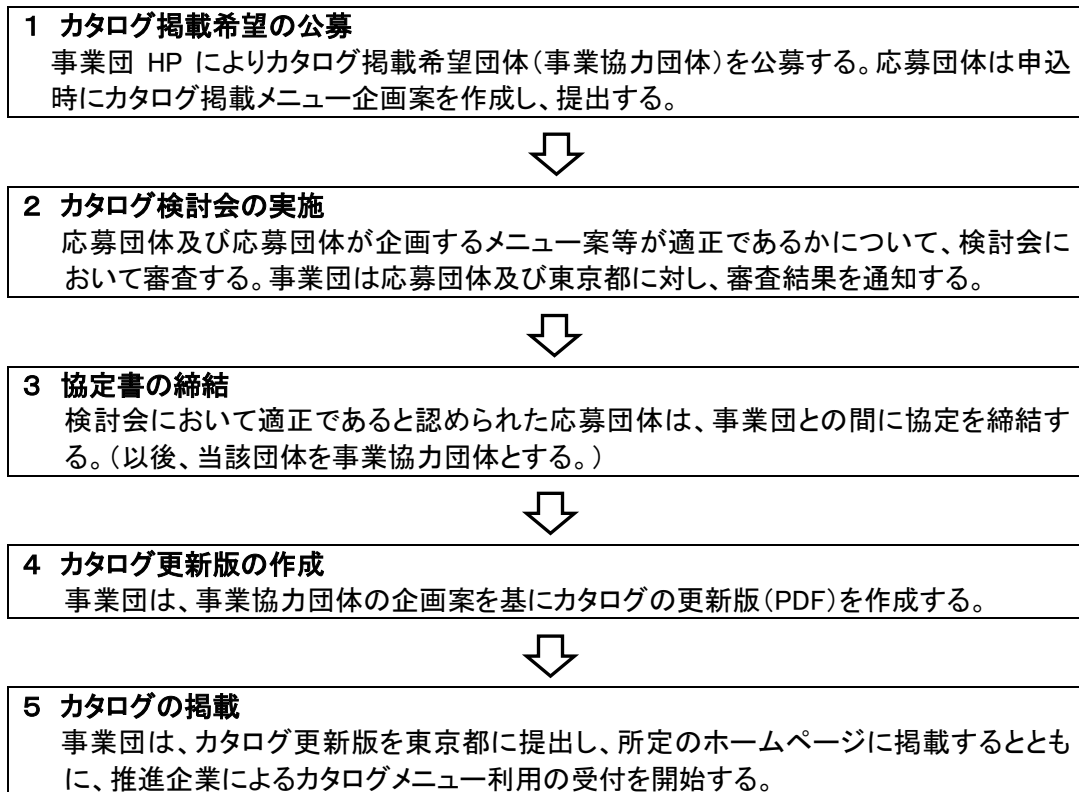 1 カタログ掲載希望の公募
事業団 HP によりカタログ掲載希望団体(事業協力団体)を公募する。応募団体は申込
時にカタログ掲載メニュー企画案を作成し、提出する。
2 カタログ検討会の実施
応募団体及び応募団体が企画するメニュー案等が適正であるかについて、検討会に
おいて審査する。事業団は応募団体及び東京都に対し、審査結果を通知する。
3 協定書の締結
検討会において適正であると認められた応募団体は、事業団との間に協定を締結す
る。(以後、当該団体を事業協力団体とする。)
4 カタログ更新版の作成
事業団は、事業協力団体の企画案を基にカタログの更新版(PDF)を作成する。
5 カタログの掲載
事業団は、カタログ更新版を東京都に提出し、所定のホームページに掲載するととも
に、推進企業によるカタログメニュー利用の受付を開始する。